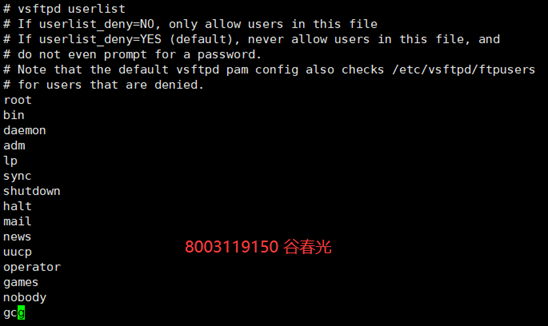 # vsftpd userlist
# If userlist_deny=NO, only allow users in this file
# If userlist_deny=YES (default), never allow users in this file, and
# do not even prompt for a password.
# Note that the default vsftpd pam config also checks /etc/vsftpd/ftpusers
# for users that are denied.
root
bin
daemon
adm
lp
sync
shutdown
halt
mail
news
uucp
operator
games
nobody
gcg
8003119150 谷春光